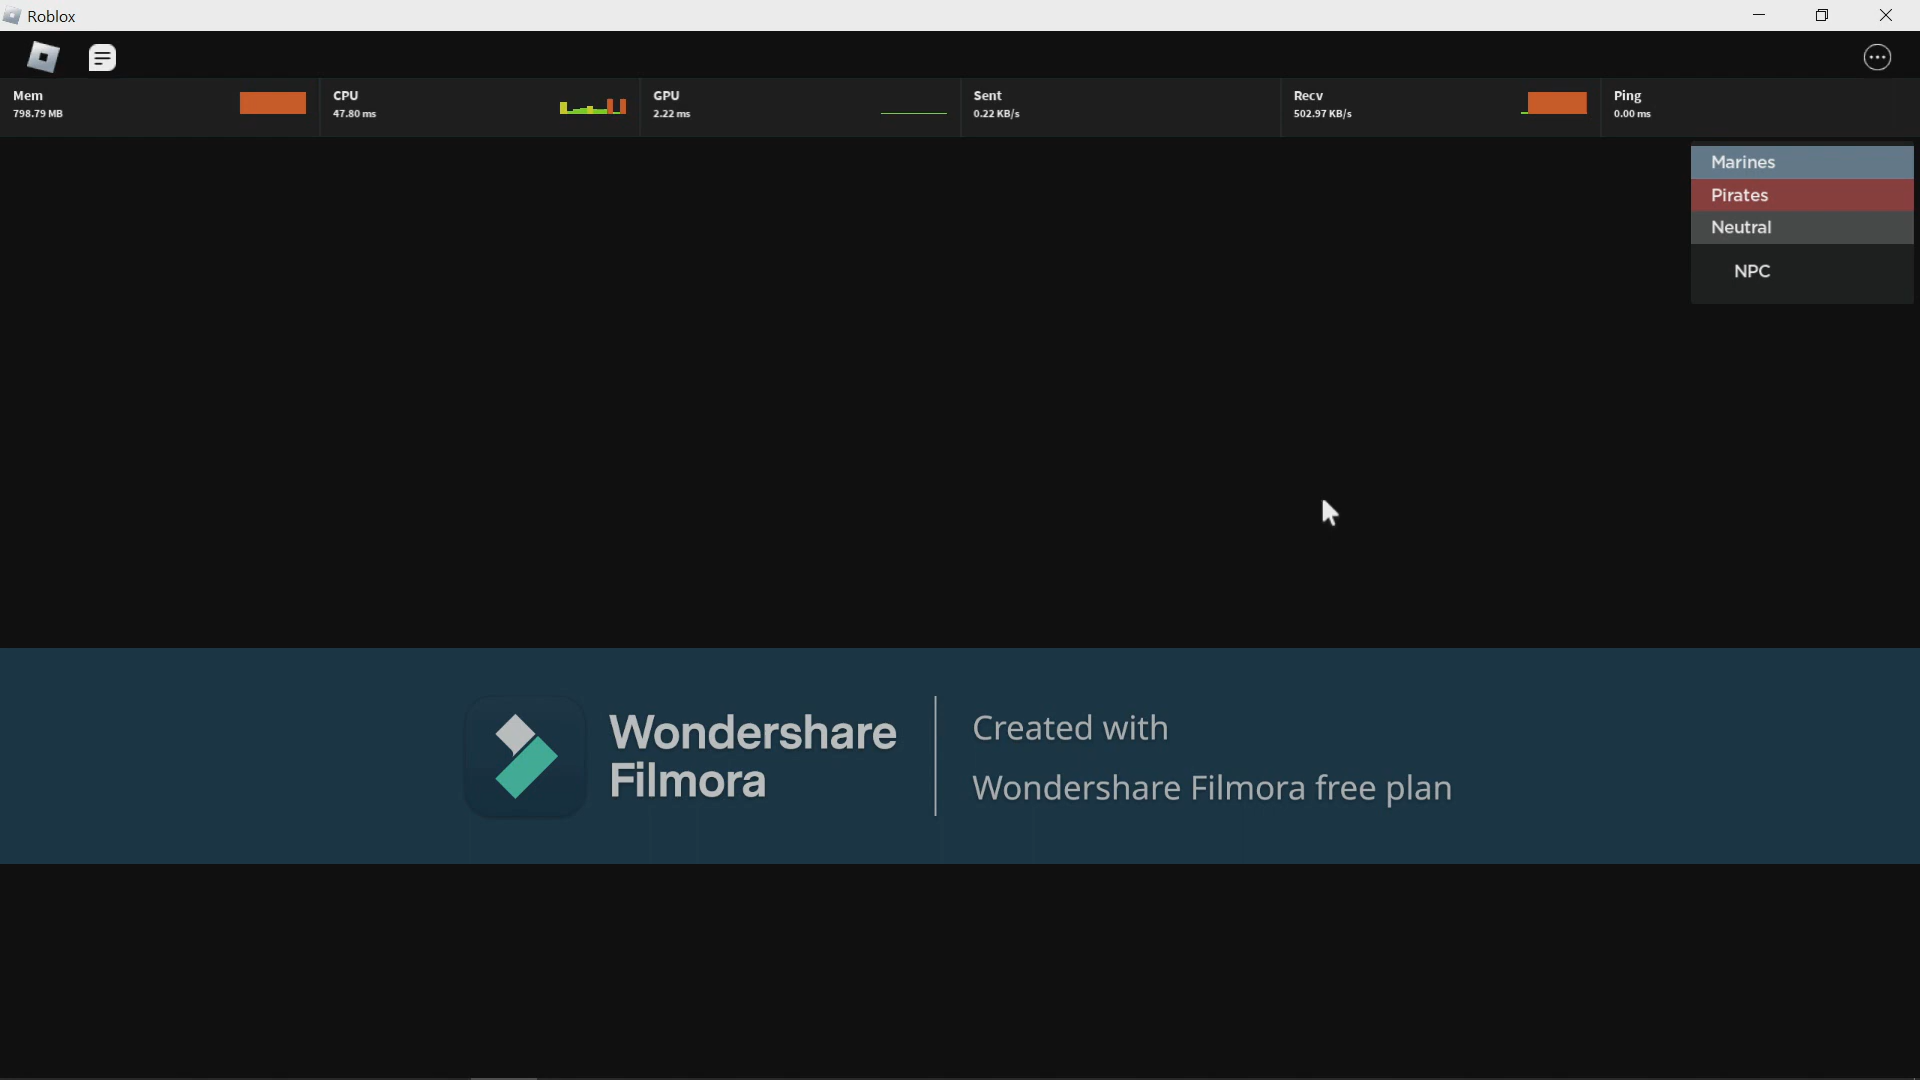 Roblox
Mem
798.79 MB
CPU
47.80 ms
GPU
2.22 ms
Sent
0.22 KB/s
Recv
502.97 KB/s
Ping
0.00 ms
Marines
Pirates
Neutral
NPC
Wondershare
Filmora
Created with
Wondershare Filmora free plan